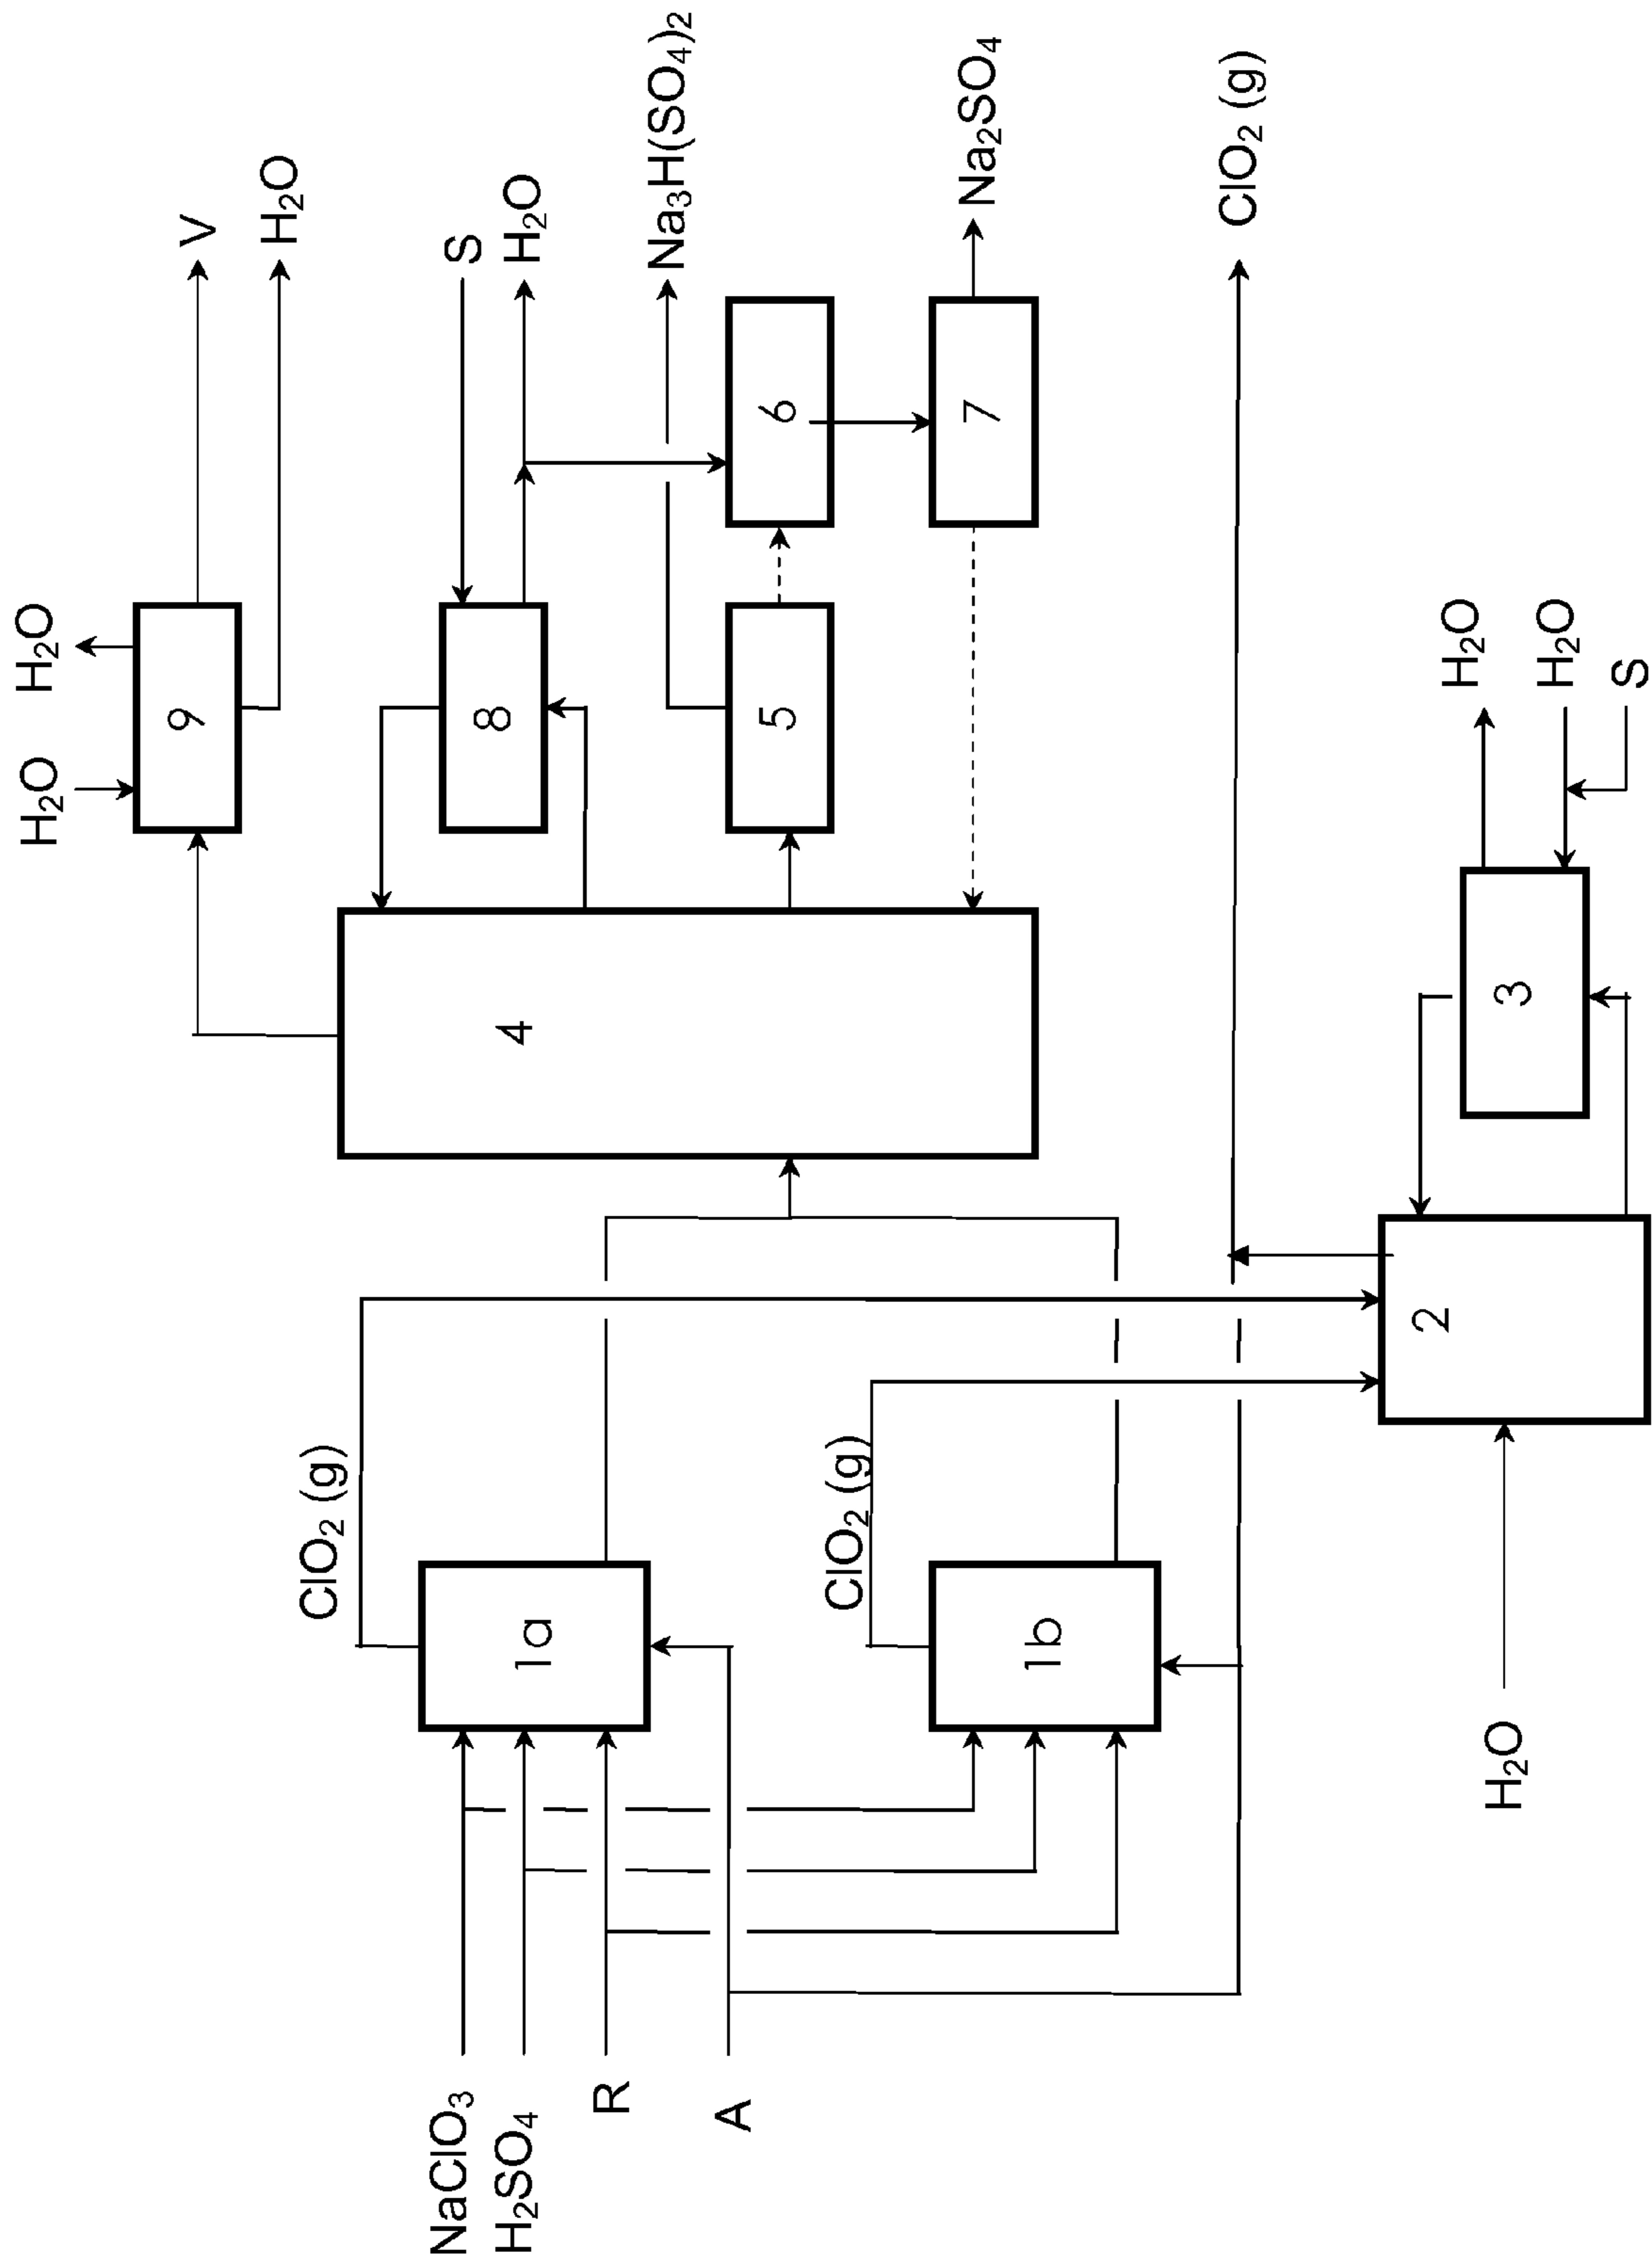 H₂O
H₂O
V
H₂O
9
S
H₂O
8
Na₃H(SO₄)₂
5
6
7
Na₂SO₄
4
ClO₂ (g)
ClO₂ (g)
ClO₂ (g)
NaClO₃
H₂SO₄
R
A
1a
1b
2
3
H₂O
H₂O
H₂O
S